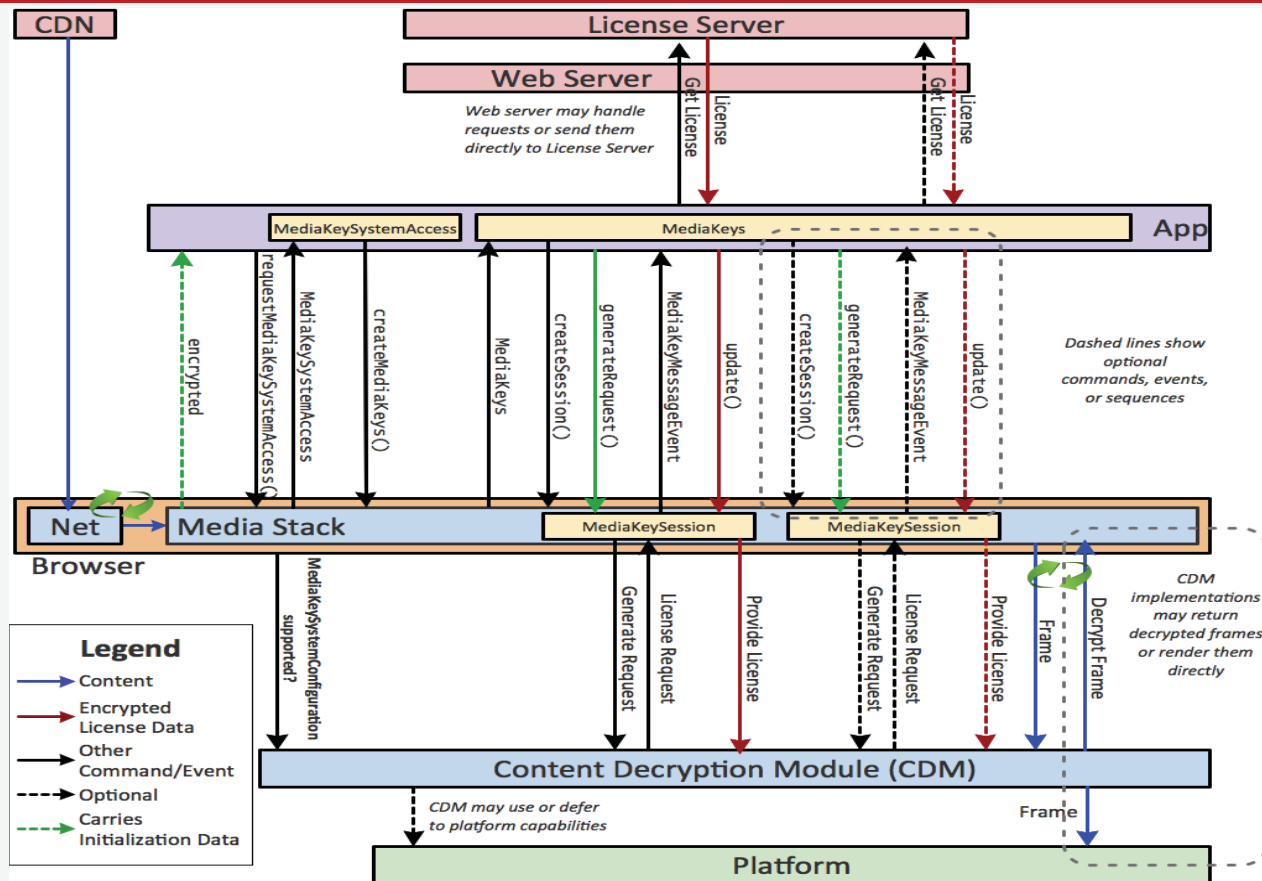 CDN
License Server
Web Server
Web server may handle
requests or send them
directly to License Server
Get License
License
Get License
License
MediaKeySystemAccess
MediaKeys
App
encrypted
requestMediaKeySystemAccess()
MediaKeySystemAccess
createMediaKeys()
MediaKeys
createSession()
generateRequest()
MediaKeyMessageEvent
update()
createSession()
generateRequest()
MediaKeyMessageEvent
update()
Dashed lines show
optional
commands, events,
or sequences
Net
Media Stack
MediaKeySession
MediaKeySession
Browser
MediaKeySystemConfiguration
supported?
Generate Request
License Request
Provide License
Generate Request
License Request
Provide License
Frame
Decrypt Frame
CDM
implementations
may return
decrypted frames
or render them
directly
Legend
Content
Encrypted
License Data
Other
Command/Event
Optional
Carries
Initialization Data
Content Decryption Module (CDM)
CDM may use or defer
to platform capabilities
Frame
Platform